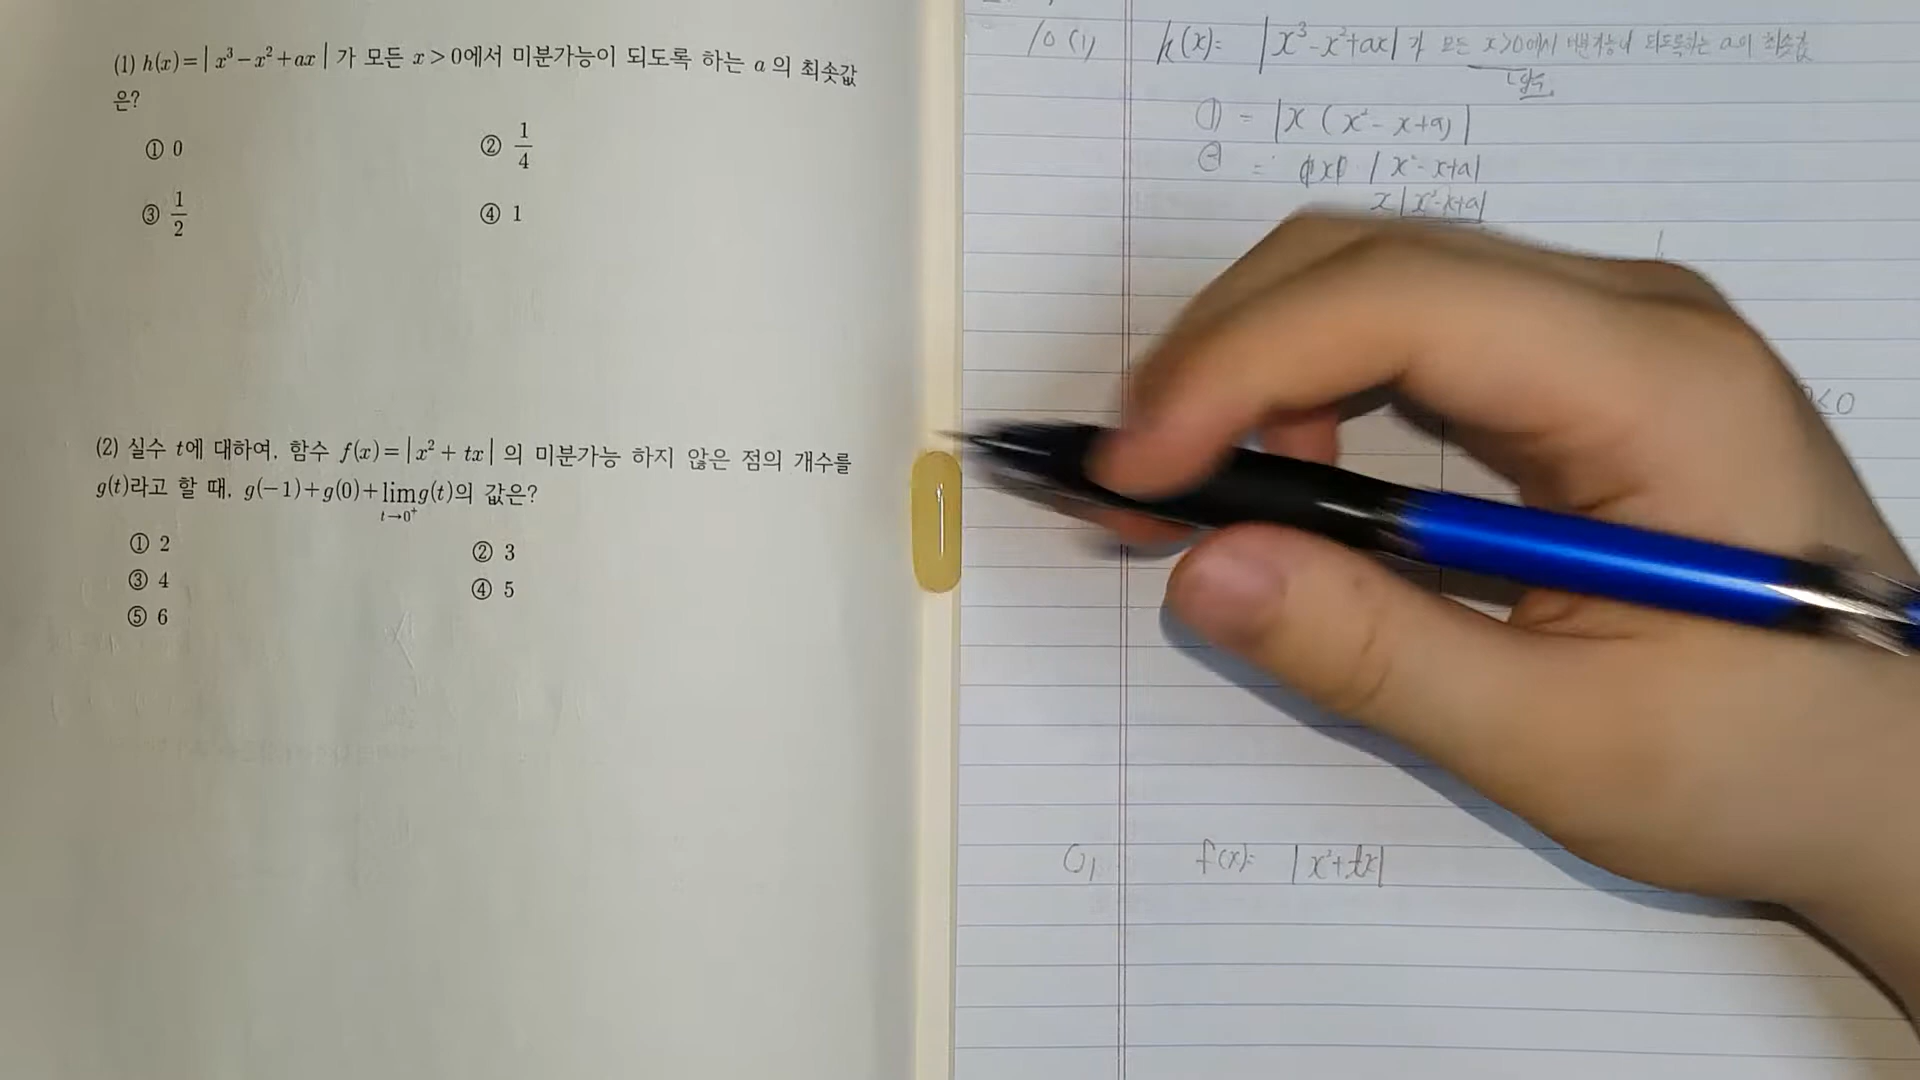 (1) h(x)=| x³-x²+ax | 가 모든 x>0에서 미분가능이 되도록 하는 a 의 최솟값
은?
① 0 ② 1/4
③ 1/2 ④ 1
(2) 실수 t에 대하여, 함수 f(x)=| x²+tx | 의 미분가능 하지 않은 점의 개수를
g(t)라고 할 때, g(-1)+g(0)+lim g(t)의 값은?
t→0⁺
① 2 ② 3
③ 4 ④ 5
⑤ 6
10 (1) h(x)= |x³-x²+ax| 가 모든 x>0에서 미분가능이 되도록하는 a의 최솟값
양수
① = |x (x²-x+a)|
= |x| |x²-x+a|
x|x²-x+a|
<0
f(x)= |x²+tx|